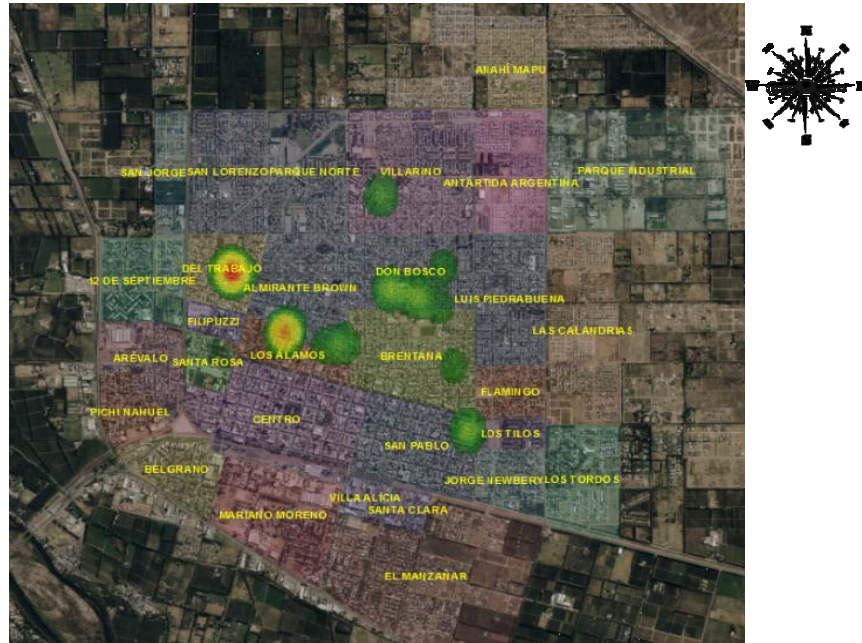 ANAHÍ MAPU
SAN JORGE
SAN LORENZO
PARQUE NORTE
VILLARINO
ANTÁRTIDA ARGENTINA
PARQUE INDUSTRIAL
DEL TRABAJO
12 DE SEPTIEMBRE
ALMIRANTE BROWN
DON BOSCO
LUIS PIEDRABUENA
LAS CALANDRIAS
FILIPUZZI
ARÉVALO
SANTA ROSA
LOS ÁLAMOS
BRENTANA
FLAMINGO
PICHI NAHUEL
CENTRO
SAN PABLO
LOS TILOS
BELGRANO
JORGE NEWBERY
LOS TORDOS
VILLA ALICIA
SANTA CLARA
MARIANO MORENO
EL MANZANAR
N
W
E
S